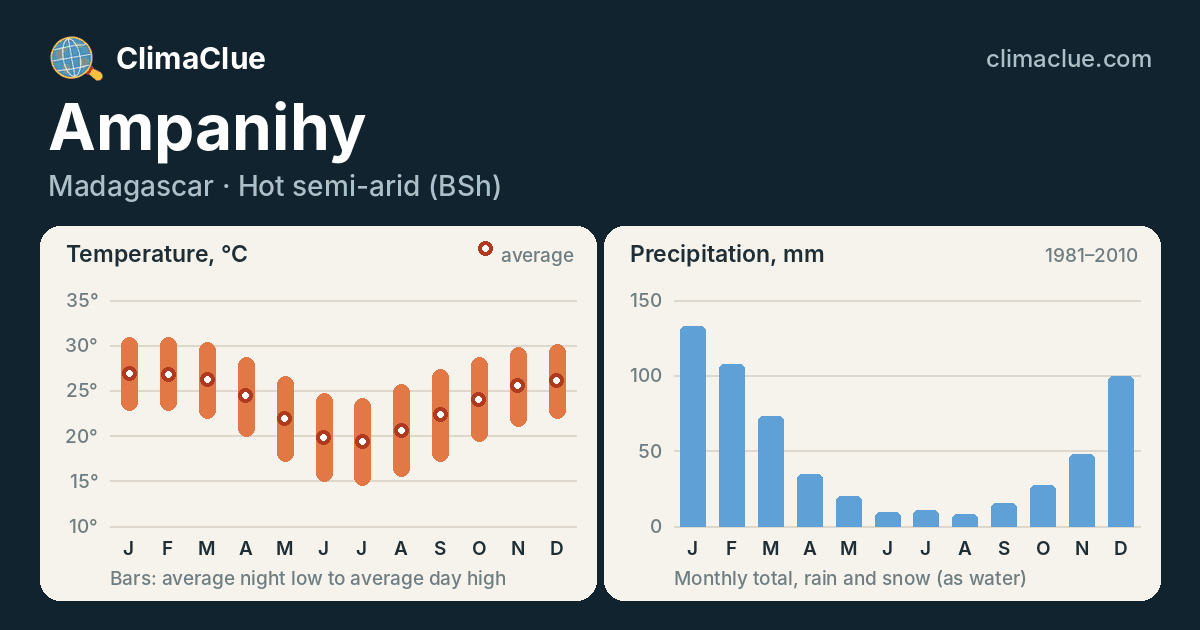 ClimaClue
climaclue.com
Ampanihy
Madagascar · Hot semi-arid (BSh)
Temperature, °C
average
35°
30°
25°
20°
15°
10°
J F M A M J J A S O N D
Bars: average night low to average day high
Precipitation, mm
1981–2010
150
100
50
0
J F M A M J J A S O N D
Monthly total, rain and snow (as water)